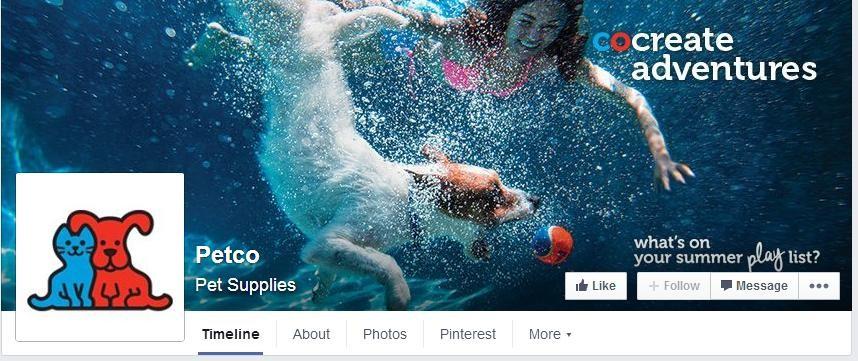 cocreate
adventures
what's on
your summer play list?
Petco
Pet Supplies
Like
+ Follow
Message
•••
Timeline
About
Photos
Pinterest
More